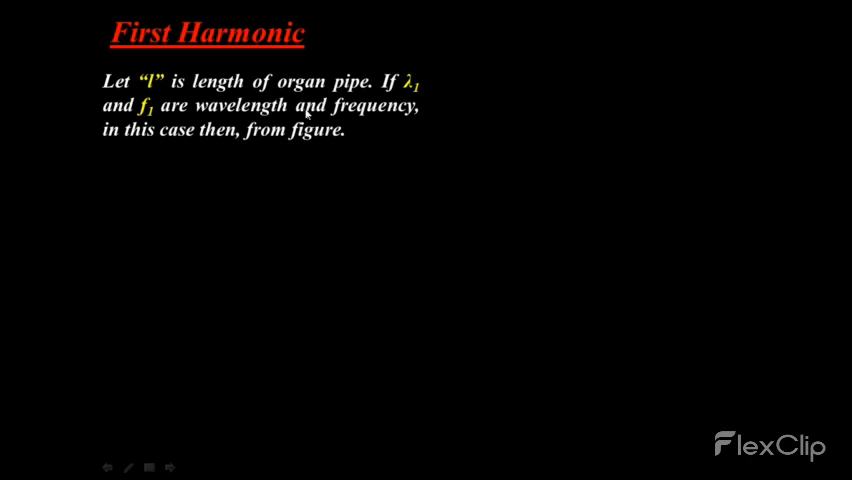 First Harmonic
Let “l” is length of organ pipe. If λ1
and f1 are wavelength and frequency,
in this case then, from figure.
FlexClip